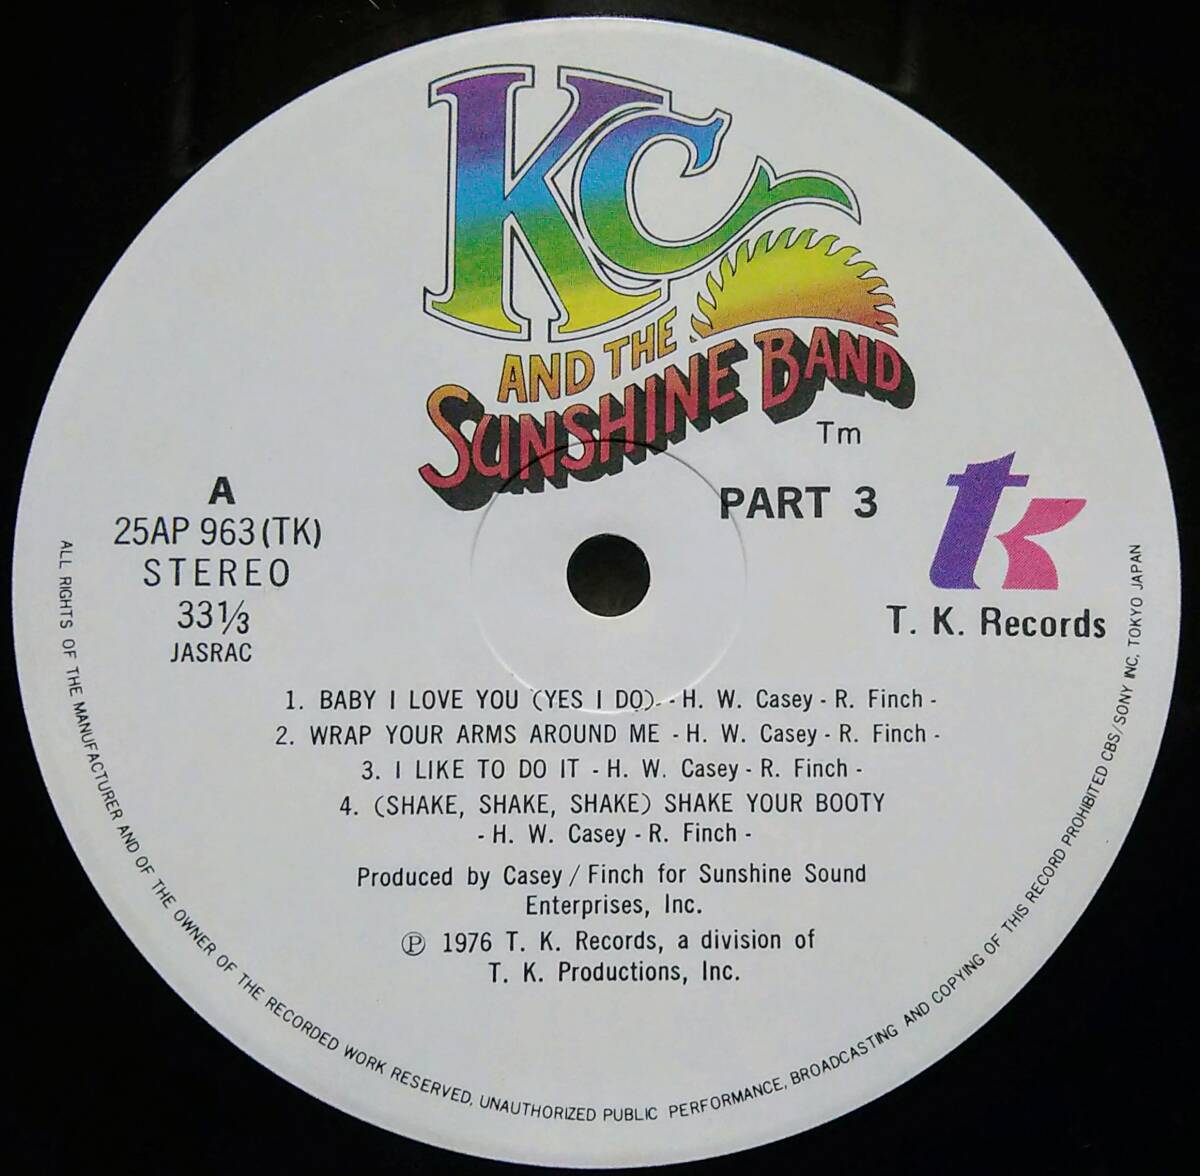 KC
AND THE
SUNSHINE BAND
Tm
PART 3
A
25AP 963(TK)
STEREO
33 1/3
JASRAC
tk
T. K. Records
1. BABY I LOVE YOU (YES I DO) - H. W. Casey - R. Finch -
2. WRAP YOUR ARMS AROUND ME - H. W. Casey - R. Finch -
3. I LIKE TO DO IT - H. W. Casey - R. Finch -
4. (SHAKE, SHAKE, SHAKE) SHAKE YOUR BOOTY
- H. W. Casey - R. Finch -
Produced by Casey / Finch for Sunshine Sound
Enterprises, Inc.
℗ 1976 T. K. Records, a division of
T. K. Productions, Inc.
ALL RIGHTS OF THE MANUFACTURER AND OF THE OWNER OF THE RECORDED WORK RESERVED, UNAUTHORIZED PUBLIC PERFORMANCE, BROADCASTING AND COPYING OF THIS RECORD PROHIBITED CBS/SONY INC. TOKYO JAPAN